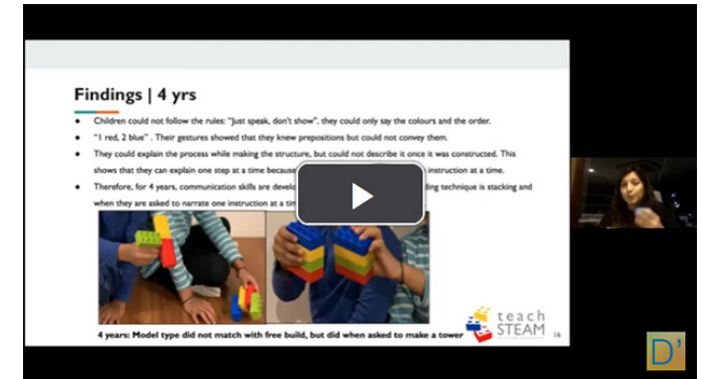 Findings | 4 yrs
• Children could not follow the rules: "Just speak, don't show", they could only say the colours and the order.
• "1 red, 2 blue" . Their gestures showed that they knew prepositions but could not convey them.
• They could explain the process while making the structure, but could not describe it once it was constructed. This
shows that they can explain one step at a time because instruction at a time.
• Therefore, for 4 years, communication skills are technique is stacking and
when they are asked to narrate one instruction at a
4 years: Model type did not match with free build, but did when asked to make a tower
teach
STEAM
16
D'